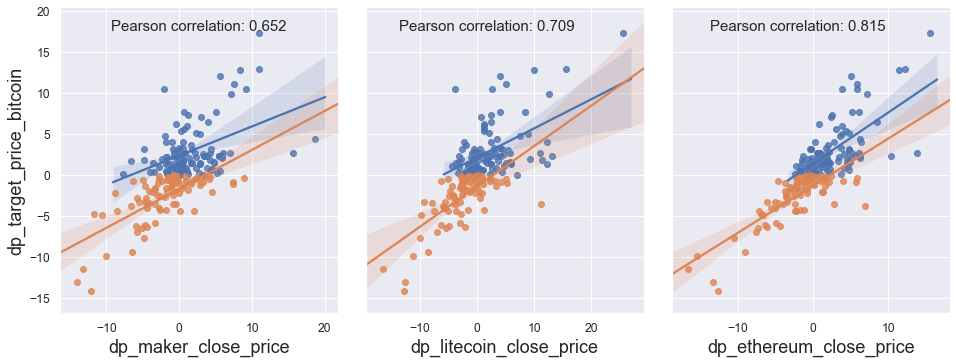 Pearson correlation: 0.652
Pearson correlation: 0.709
Pearson correlation: 0.815
20
15
10
5
0
−5
−10
−15
dp_target_price_bitcoin
−10 0 10 20
−10 0 10 20
−10 0 10
dp_maker_close_price
dp_litecoin_close_price
dp_ethereum_close_price